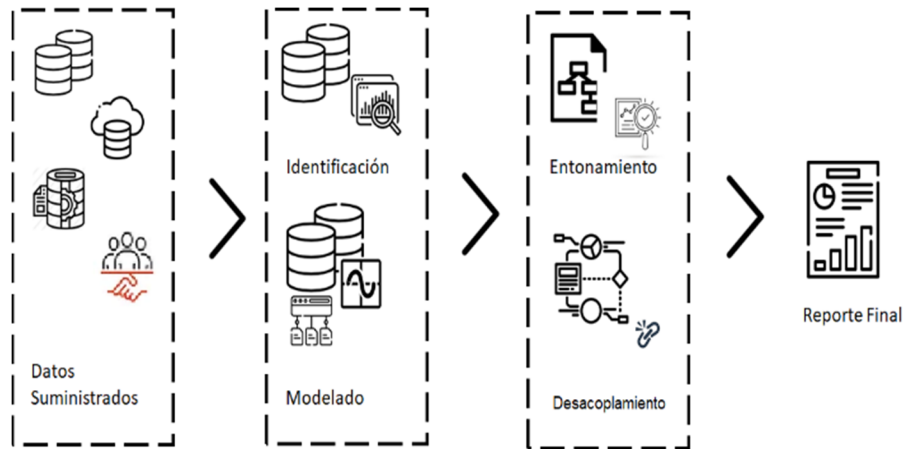 Datos
Suministrados
Identificación
Modelado
Entonamiento
Desacoplamiento
Reporte Final